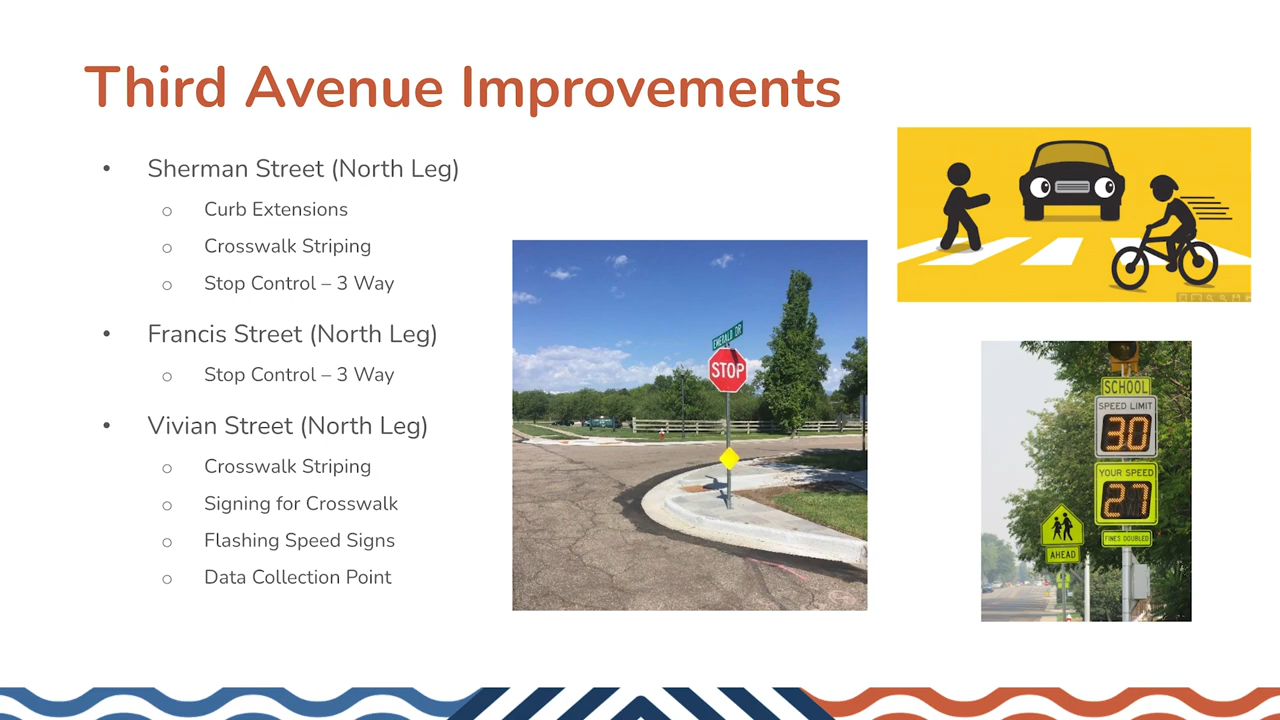 Third Avenue Improvements
• Sherman Street (North Leg)
o Curb Extensions
o Crosswalk Striping
o Stop Control – 3 Way
• Francis Street (North Leg)
o Stop Control – 3 Way
• Vivian Street (North Leg)
o Crosswalk Striping
o Signing for Crosswalk
o Flashing Speed Signs
o Data Collection Point
EMERALD DR
STOP
SCHOOL
SPEED LIMIT
30
YOUR SPEED
27
FINES DOUBLED
AHEAD